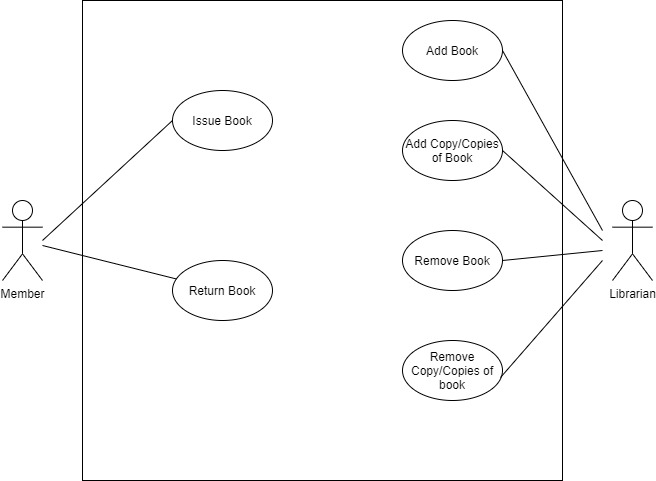 Add Book
Issue Book
Add Copy/Copies
of Book
Remove Book
Return Book
Member
Librarian
Remove
Copy/Copies of
book